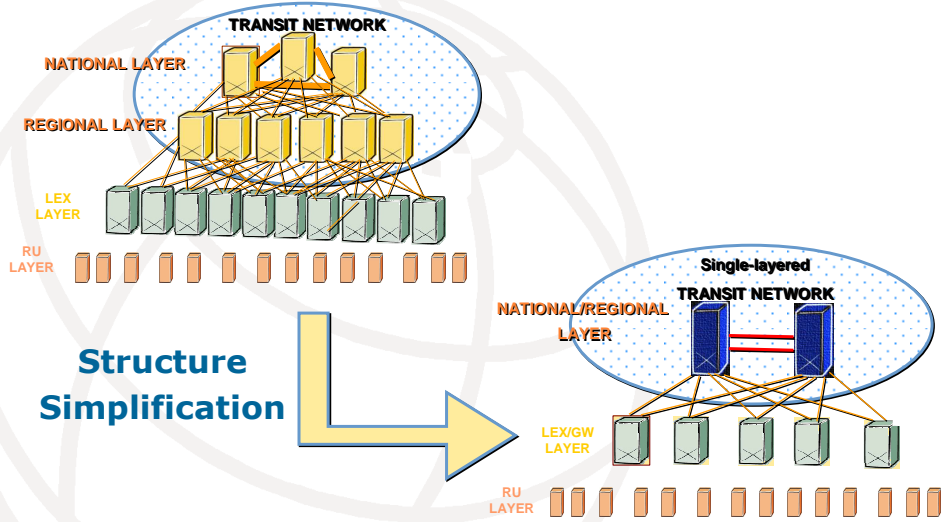 TRANSIT NETWORK
NATIONAL LAYER
REGIONAL LAYER
LEX
LAYER
RU
LAYER
Structure
Simplification
Single-layered
TRANSIT NETWORK
NATIONAL/REGIONAL
LAYER
LEX/GW
LAYER
RU
LAYER